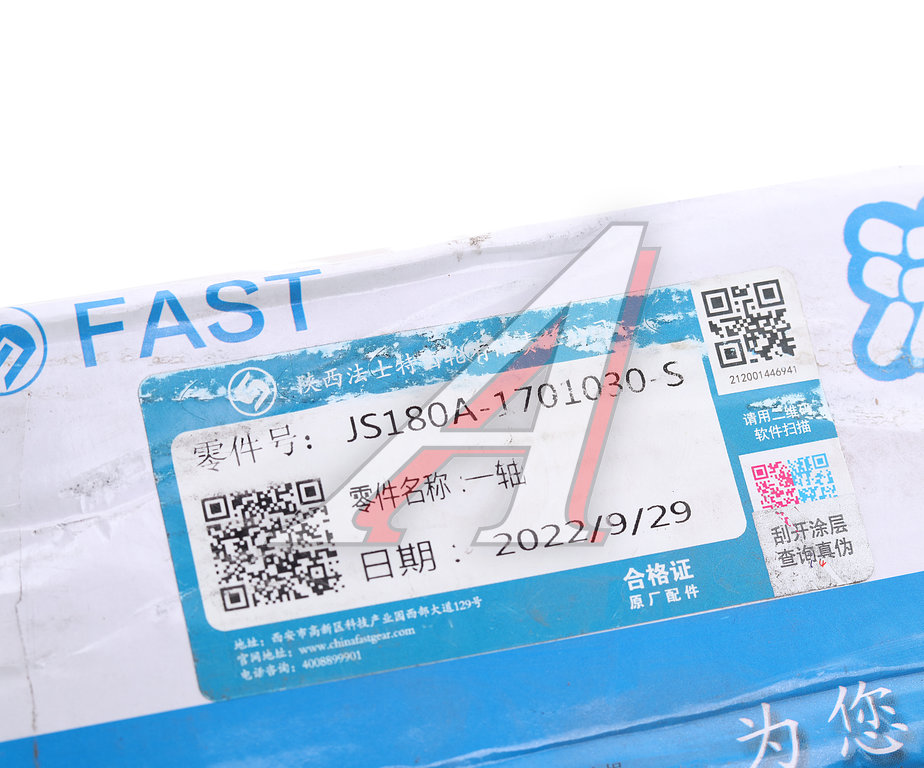 FAST
陕西法士特齿轮有
零件号: JS180A-1701030-S
零件名称:一轴
日期: 2022/9/29
合格证
原厂配件
地址: 西安市高新区科技产业园西部大道129号
官网地址: www.chinafastgear.com
电话咨询: 4008899901
212001446941
请用二维码
软件扫描
刮开涂层
查询真伪
为您